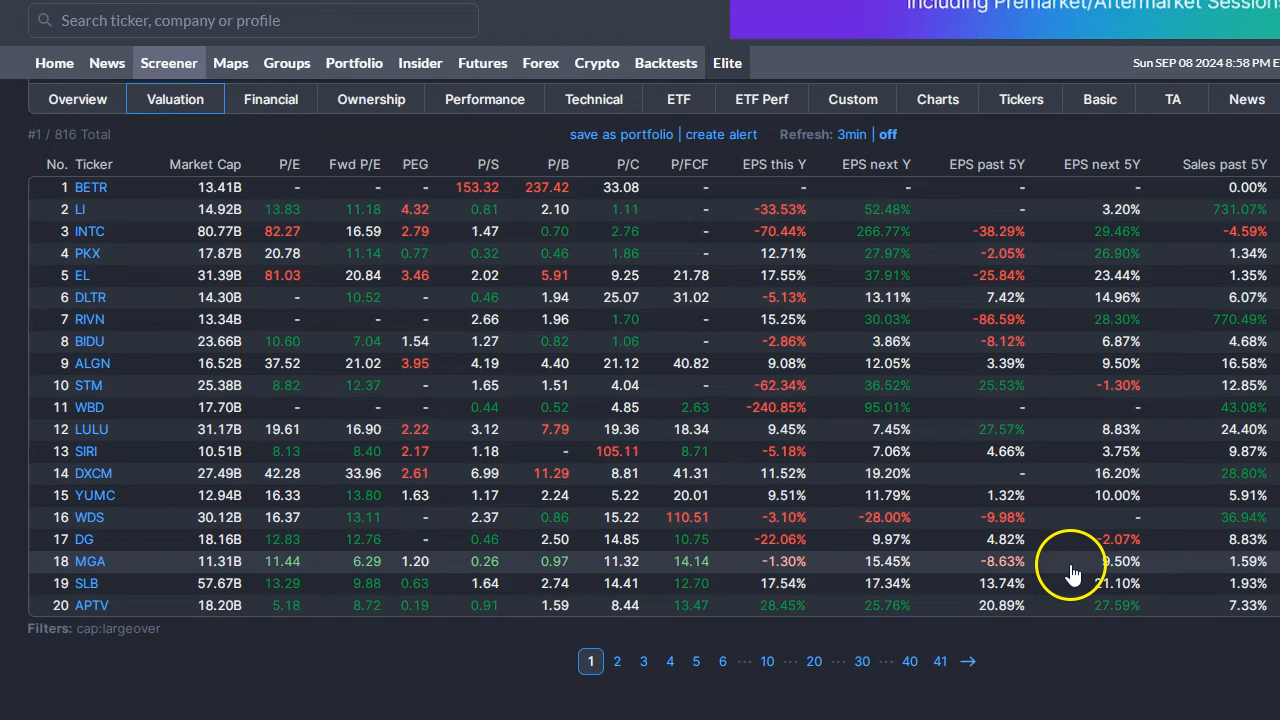 Including Premarket/Aftermarket Sessions
Search ticker, company or profile
Home News Screener Maps Groups Portfolio Insider Futures Forex Crypto Backtests Elite Sun SEP 08 2024 8:58 PM E
Overview Valuation Financial Ownership Performance Technical ETF ETF Perf Custom Charts Tickers Basic TA News
#1 / 816 Total save as portfolio | create alert Refresh: 3min | off
No. Ticker Market Cap P/E Fwd P/E PEG P/S P/B P/C P/FCF EPS this Y EPS next Y EPS past 5Y EPS next 5Y Sales past 5Y
1 BETR 13.41B - - - 153.32 237.42 33.08 - - - - - 0.00%
2 LI 14.92B 13.83 11.18 4.32 0.81 2.10 1.11 - -33.53% 52.48% - 3.20% 731.07%
3 INTC 80.77B 82.27 16.59 2.79 1.47 0.70 2.76 - -70.44% 266.77% -38.29% 29.46% -4.59%
4 PKX 17.87B 20.78 11.14 0.77 0.32 0.46 1.86 - 12.71% 27.97% -2.05% 26.90% 1.34%
5 EL 31.39B 81.03 20.84 3.46 2.02 5.91 9.25 21.78 17.55% 37.91% -25.84% 23.44% 1.35%
6 DLTR 14.30B - 10.52 - 0.46 1.94 25.07 31.02 -5.13% 13.11% 7.42% 14.96% 6.07%
7 RIVN 13.34B - - - 2.66 1.96 1.70 - 15.25% 30.03% -86.59% 28.30% 770.49%
8 BIDU 23.66B 10.60 7.04 1.54 1.27 0.82 1.06 - -2.86% 3.86% -8.12% 6.87% 4.68%
9 ALGN 16.52B 37.52 21.02 3.95 4.19 4.40 21.12 40.82 9.08% 12.05% 3.39% 9.50% 16.58%
10 STM 25.38B 8.82 12.37 - 1.65 1.51 4.04 - -62.34% 36.52% 25.53% -1.30% 12.85%
11 WBD 17.70B - - - 0.44 0.52 4.85 2.63 -240.85% 95.01% - - 43.08%
12 LULU 31.17B 19.61 16.90 2.22 3.12 7.79 19.36 18.34 9.45% 7.45% 27.57% 8.83% 24.40%
13 SIRI 10.51B 8.13 8.40 2.17 1.18 - 105.11 8.71 -5.18% 7.06% 4.66% 3.75% 9.87%
14 DXCM 27.49B 42.28 33.96 2.61 6.99 11.29 8.81 41.31 11.52% 19.20% - 16.20% 28.80%
15 YUMC 12.94B 16.33 13.80 1.63 1.17 2.24 5.22 20.01 9.51% 11.79% 1.32% 10.00% 5.91%
16 WDS 30.12B 16.37 13.11 - 2.37 0.86 15.22 110.51 -3.10% -28.00% -9.98% - 36.94%
17 DG 18.16B 12.83 12.76 - 0.46 2.50 14.85 10.75 -22.06% 9.97% 4.82% -2.07% 8.83%
18 MGA 11.31B 11.44 6.29 1.20 0.26 0.97 11.32 14.14 -1.30% 15.45% -8.63% 9.50% 1.59%
19 SLB 57.67B 13.29 9.88 0.63 1.64 2.74 14.41 12.70 17.54% 17.34% 13.74% 21.10% 1.93%
20 APTV 18.20B 5.18 8.72 0.19 0.91 1.59 8.44 13.47 28.45% 25.76% 20.89% 27.59% 7.33%
Filters: cap:largeover
1 2 3 4 5 6 ... 10 ... 20 ... 30 ... 40 41 →